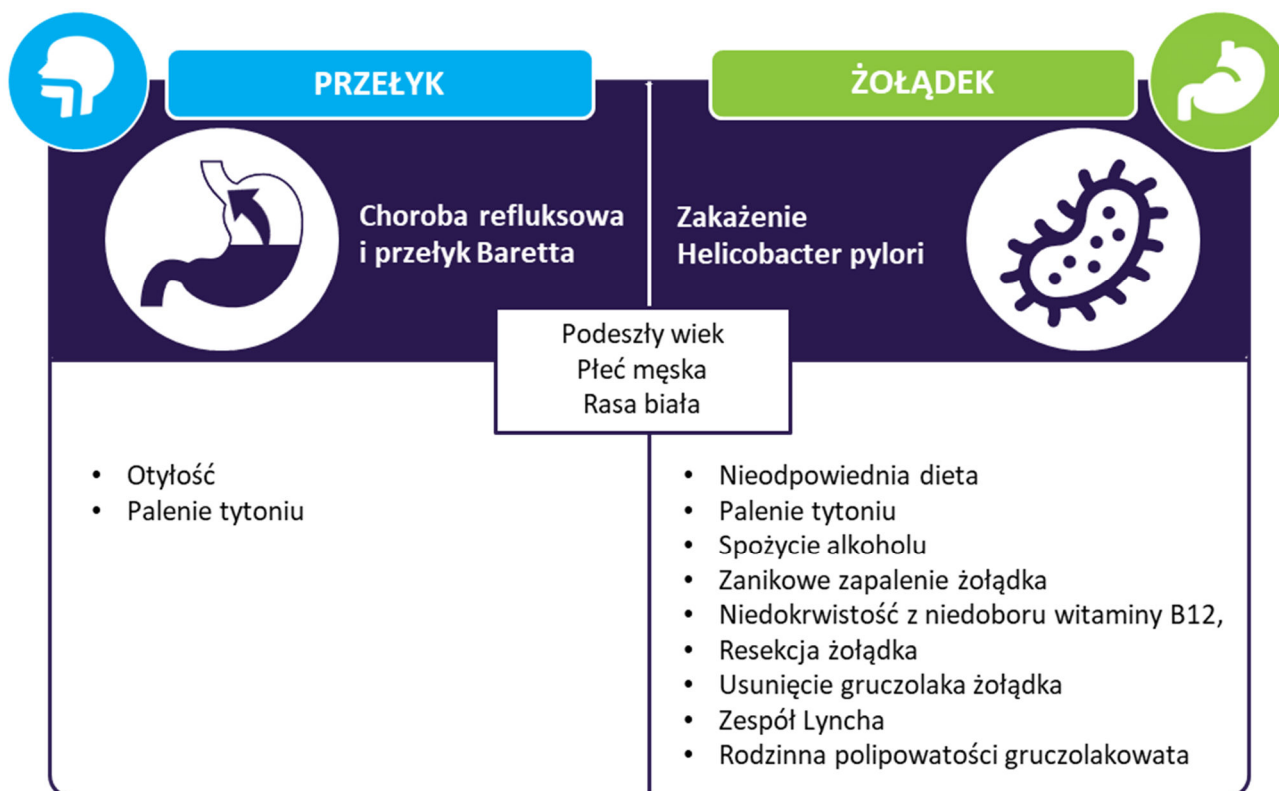 PRZEŁYK
ŻOŁĄDEK
Choroba refluksowa
i przełyk Baretta
Zakażenie
Helicobacter pylori
Podeszły wiek
Płeć męska
Rasa biała
• Otyłość
• Palenie tytoniu
• Nieodpowiednia dieta
• Palenie tytoniu
• Spożycie alkoholu
• Zanikowe zapalenie żołądka
• Niedokrwistość z niedoboru witaminy B12,
• Resekcja żołądka
• Usunięcie gruczolaka żołądka
• Zespół Lyncha
• Rodzinna polipowatości gruczolakowata